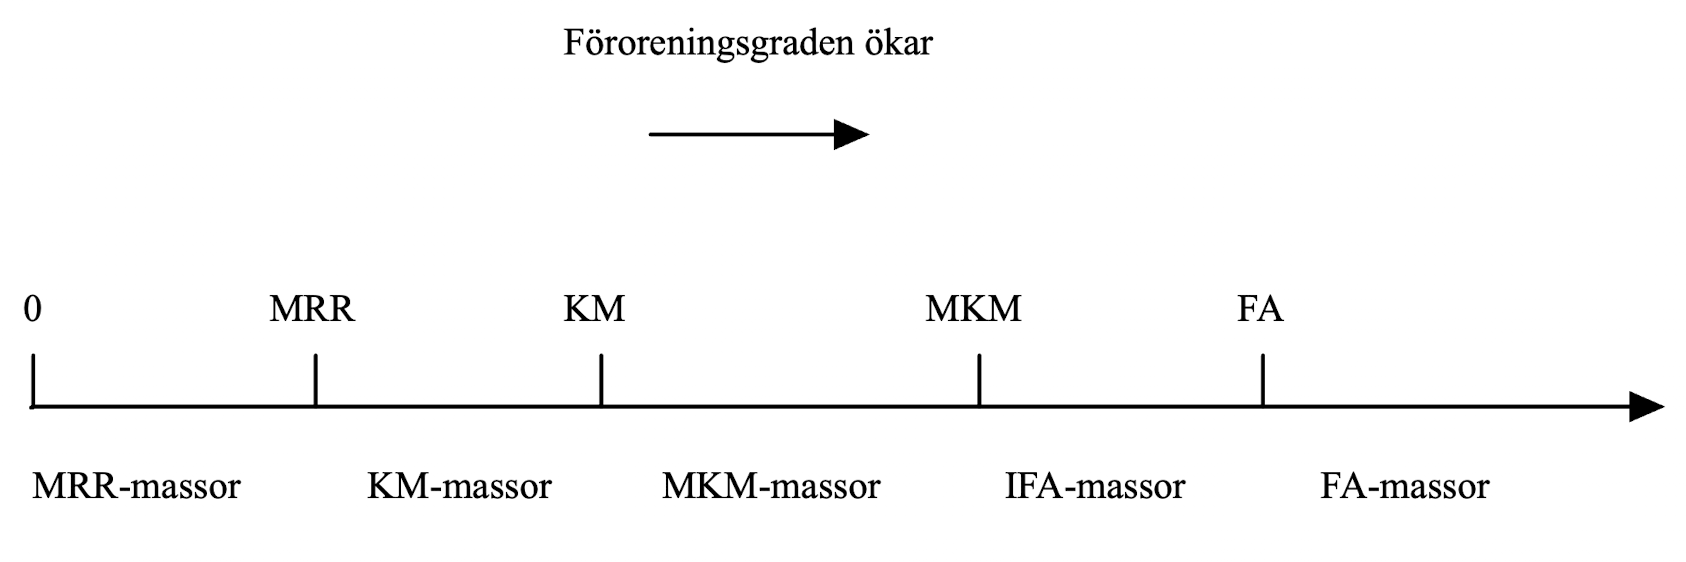 Föroreningsgraden ökar
0 MRR KM MKM FA
MRR-massor KM-massor MKM-massor IFA-massor FA-massor